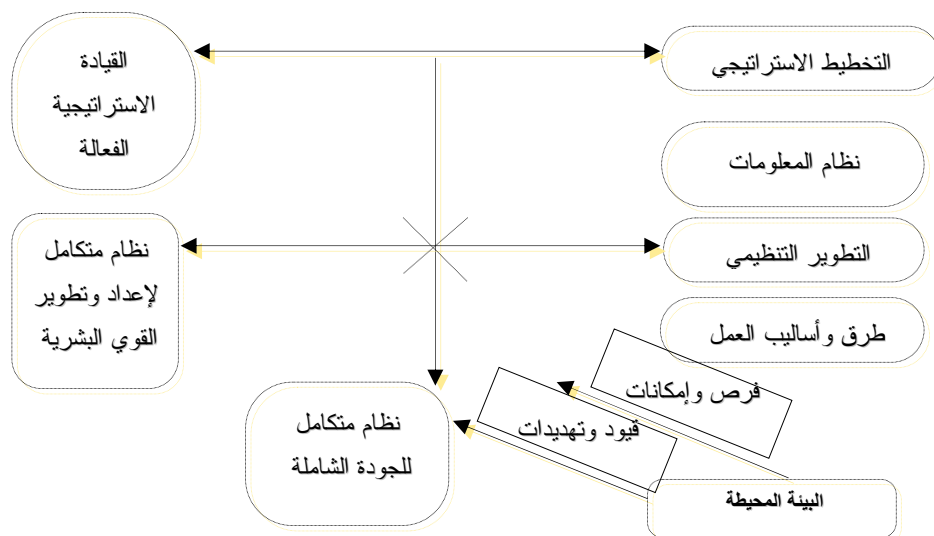 القيادة
الاستراتيجية
الفعالة
التخطيط الاستراتيجي
نظام المعلومات
نظام متكامل
لإعداد وتطوير
القوي البشرية
التطوير التنظيمي
طرق وأساليب العمل
فرص وإمكانات
قيود وتهديدات
نظام متكامل
للجودة الشاملة
البيئة المحيطة